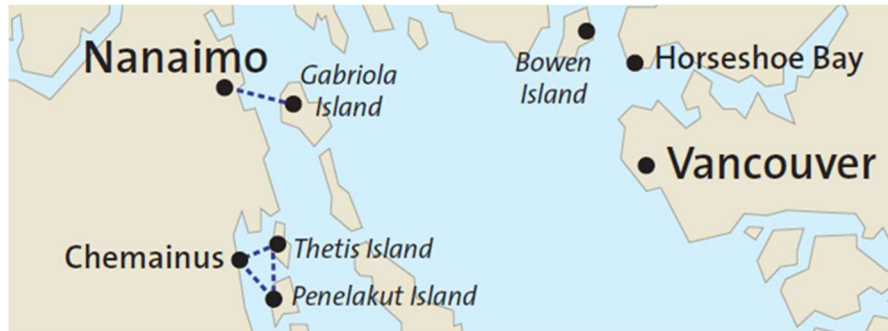 Nanaimo
Gabriola
Island
Bowen
Island
Horseshoe Bay
Vancouver
Chemainus
Thetis Island
Penelakut Island